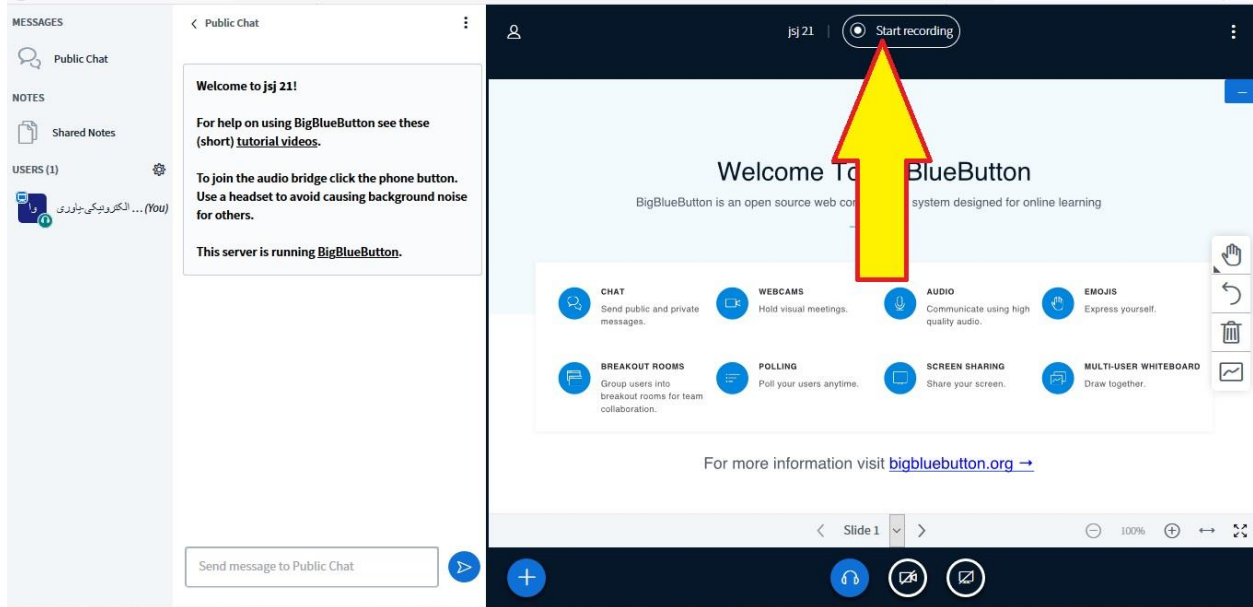 MESSAGES
Public Chat
NOTES
Shared Notes
USERS (1)
وا
الکترونیکی-یاوری ... (You)
Public Chat
Welcome to jsj 21!
For help on using BigBlueButton see these
(short) tutorial videos.
To join the audio bridge click the phone button.
Use a headset to avoid causing background noise
for others.
This server is running BigBlueButton.
Send message to Public Chat
jsj 21 | Start recording
Welcome To BlueButton
BigBlueButton is an open source web system designed for online learning
CHAT
Send public and private
messages.
WEBCAMS
Hold visual meetings.
AUDIO
Communicate using high
quality audio.
EMOJIS
Express yourself.
BREAKOUT ROOMS
Group users into
breakout rooms for team
collaboration.
POLLING
Poll your users anytime.
SCREEN SHARING
Share your screen.
MULTI-USER WHITEBOARD
Draw together.
For more information visit bigbluebutton.org →
Slide 1
100%